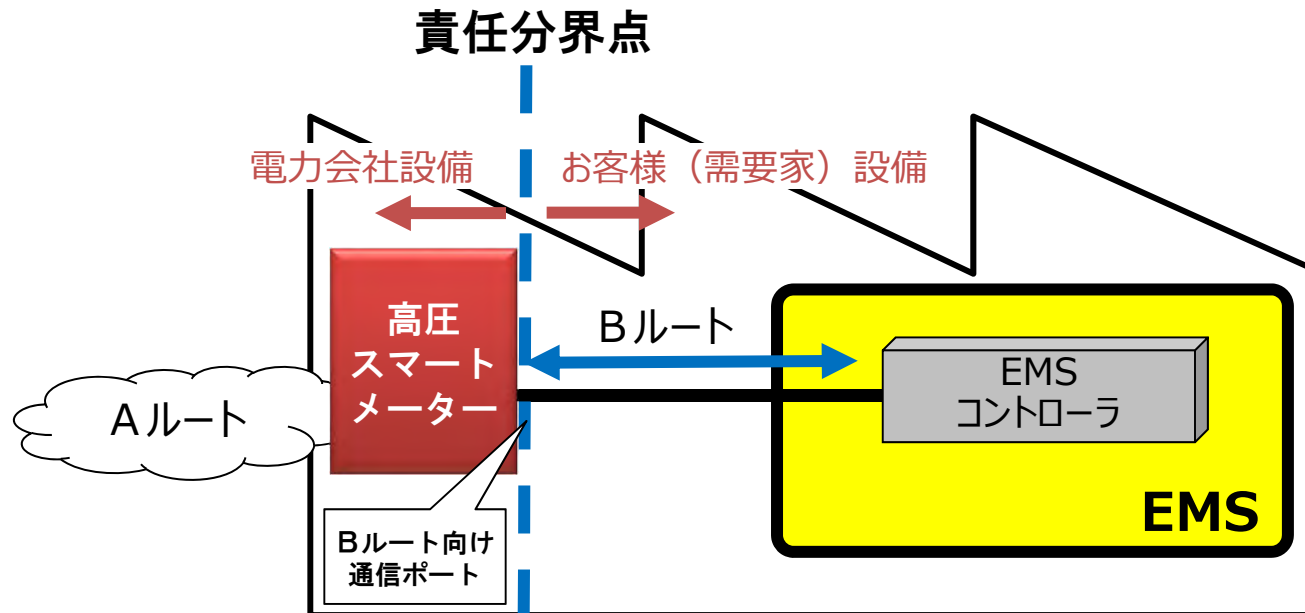 責任分界点
電力会社設備
お客様（需要家）設備
高圧
スマート
メーター
Bルート
Aルート
EMS
コントローラ
EMS
Bルート向け
通信ポート